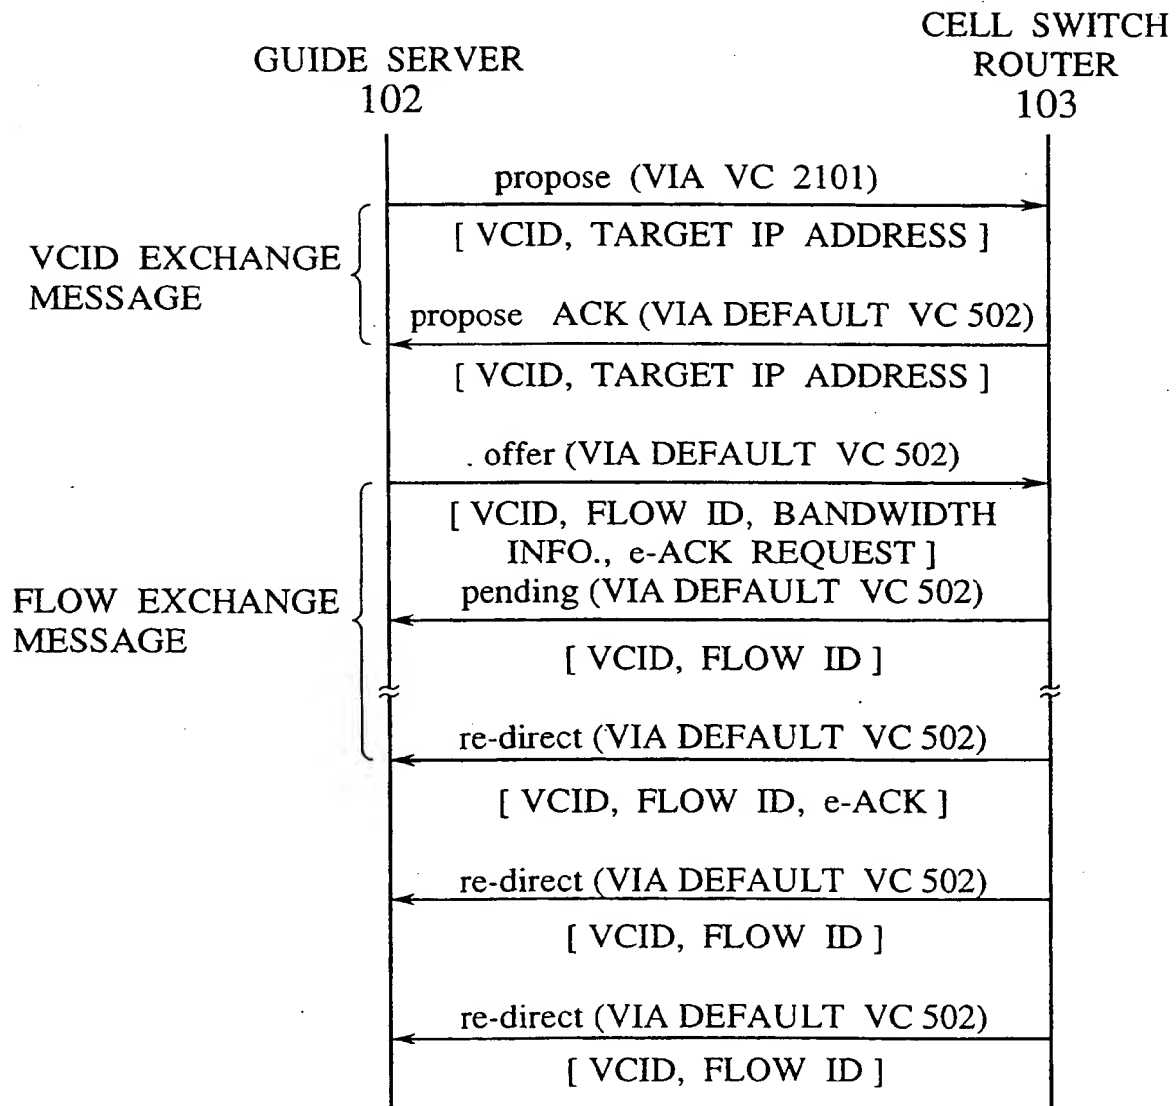 CELL SWITCH
ROUTER
103
GUIDE SERVER
102
propose (VIA VC 2101)
[ VCID, TARGET IP ADDRESS ]
VCID EXCHANGE
MESSAGE
propose ACK (VIA DEFAULT VC 502)
[ VCID, TARGET IP ADDRESS ]
offer (VIA DEFAULT VC 502)
[ VCID, FLOW ID, BANDWIDTH
INFO., e-ACK REQUEST ]
pending (VIA DEFAULT VC 502)
FLOW EXCHANGE
MESSAGE
[ VCID, FLOW ID ]
re-direct (VIA DEFAULT VC 502)
[ VCID, FLOW ID, e-ACK ]
re-direct (VIA DEFAULT VC 502)
[ VCID, FLOW ID ]
re-direct (VIA DEFAULT VC 502)
[ VCID, FLOW ID ]